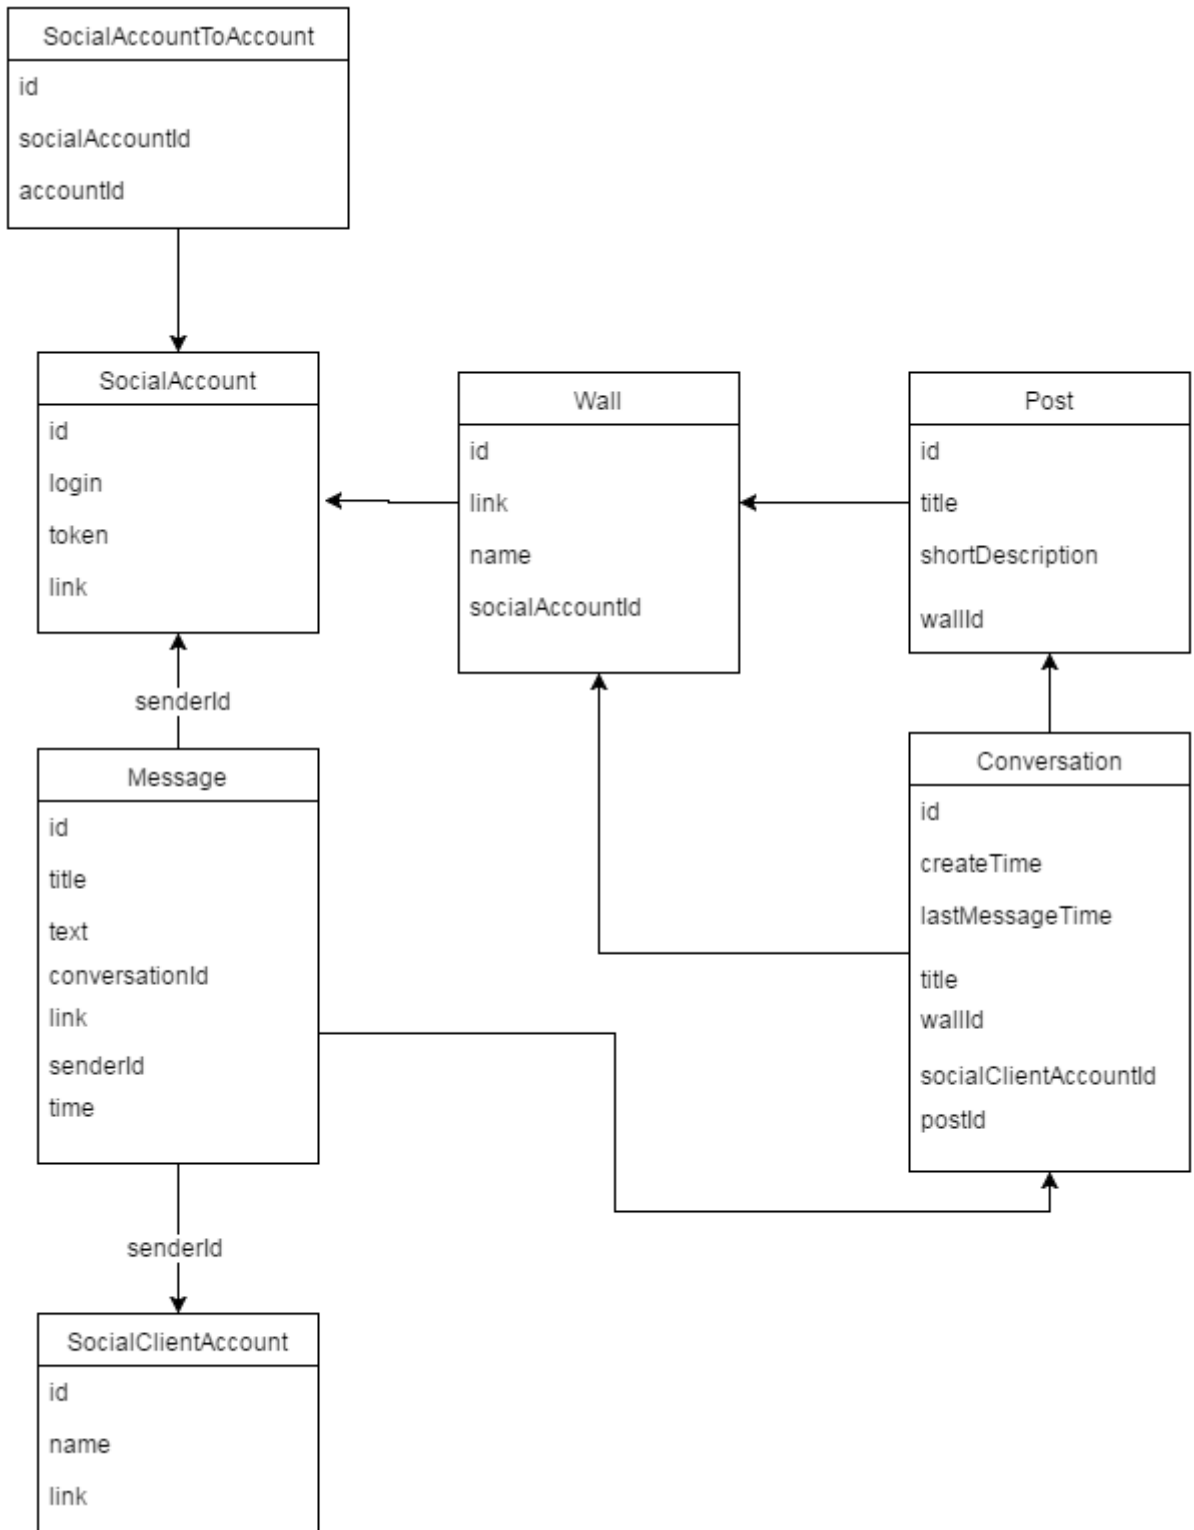 SocialAccountToAccount
id
socialAccountId
accountId
SocialAccount
id
login
token
link
Wall
id
link
name
socialAccountId
Post
id
title
shortDescription
wallId
senderId
Message
id
title
text
conversationId
link
senderId
time
Conversation
id
createTime
lastMessageTime
title
wallId
socialClientAccountId
postId
senderId
SocialClientAccount
id
name
link